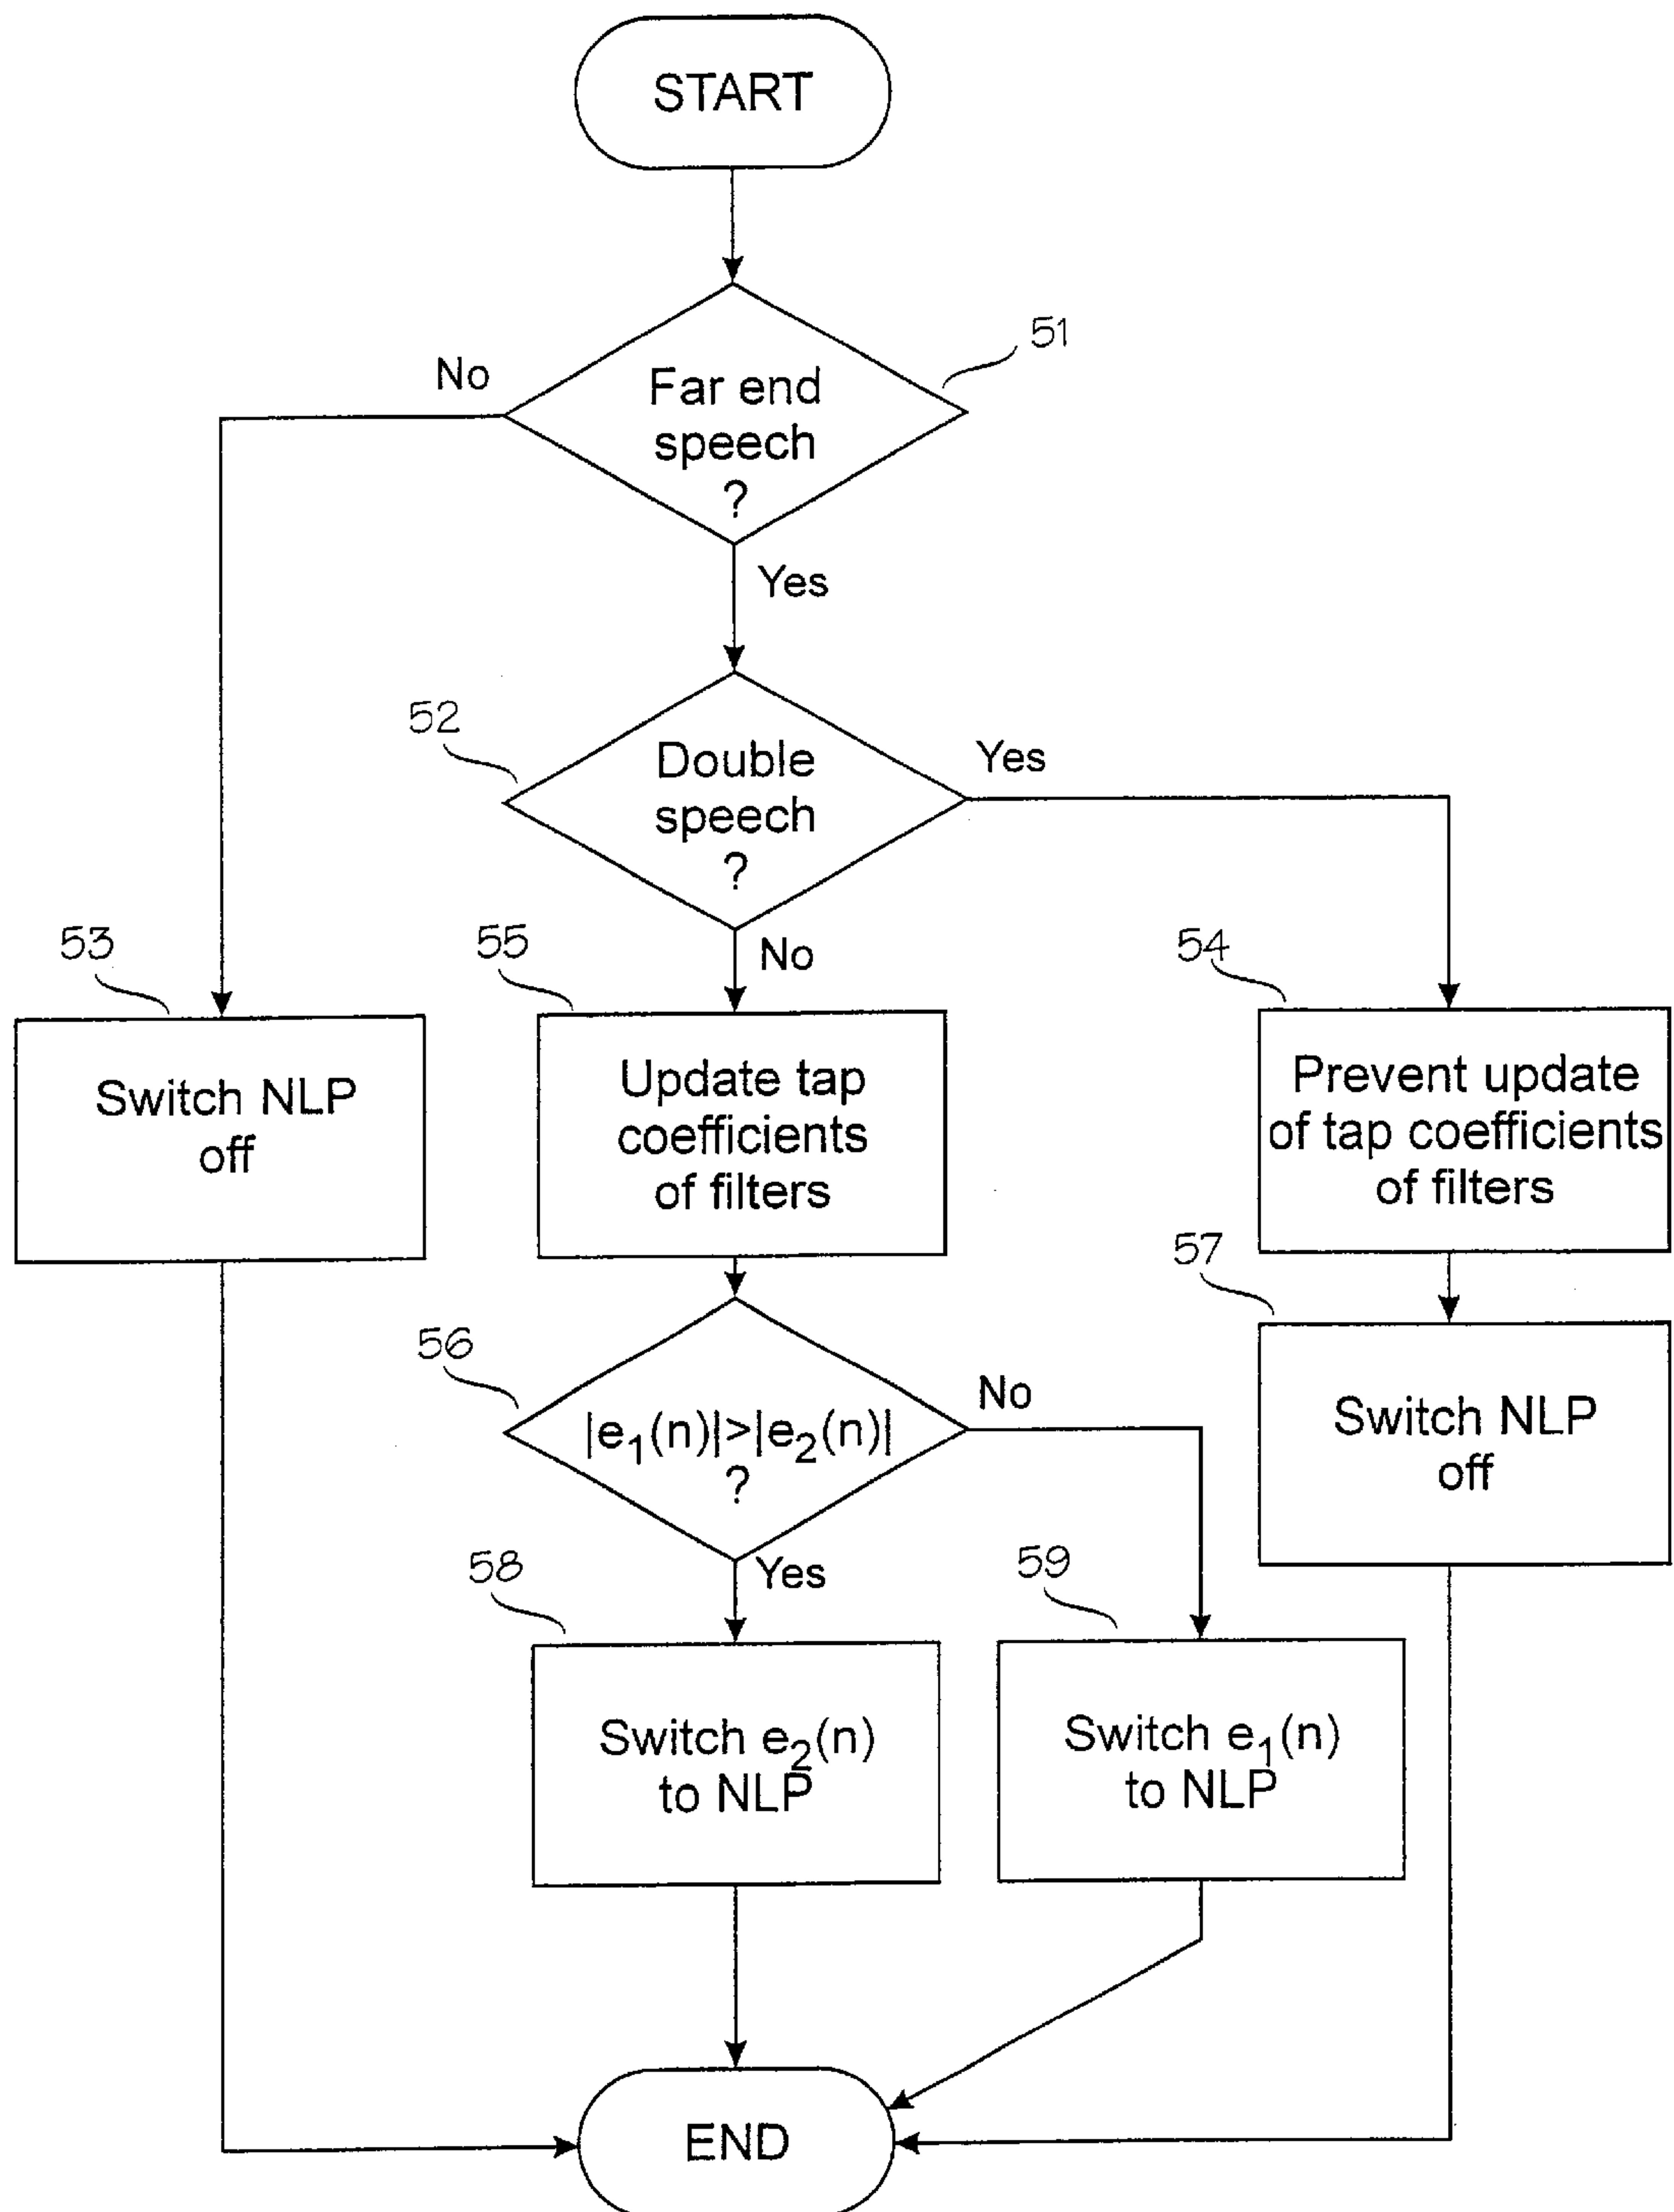 START
51
No
Far end
speech
?
Yes
52
Double
speech
?
Yes
No
53
Switch NLP
off
55
Update tap
coefficients
of filters
54
Prevent update
of tap coefficients
of filters
57
Switch NLP
off
56
|e₁(n)|>|e₂(n)|
?
No
Yes
58
Switch e₂(n)
to NLP
59
Switch e₁(n)
to NLP
END